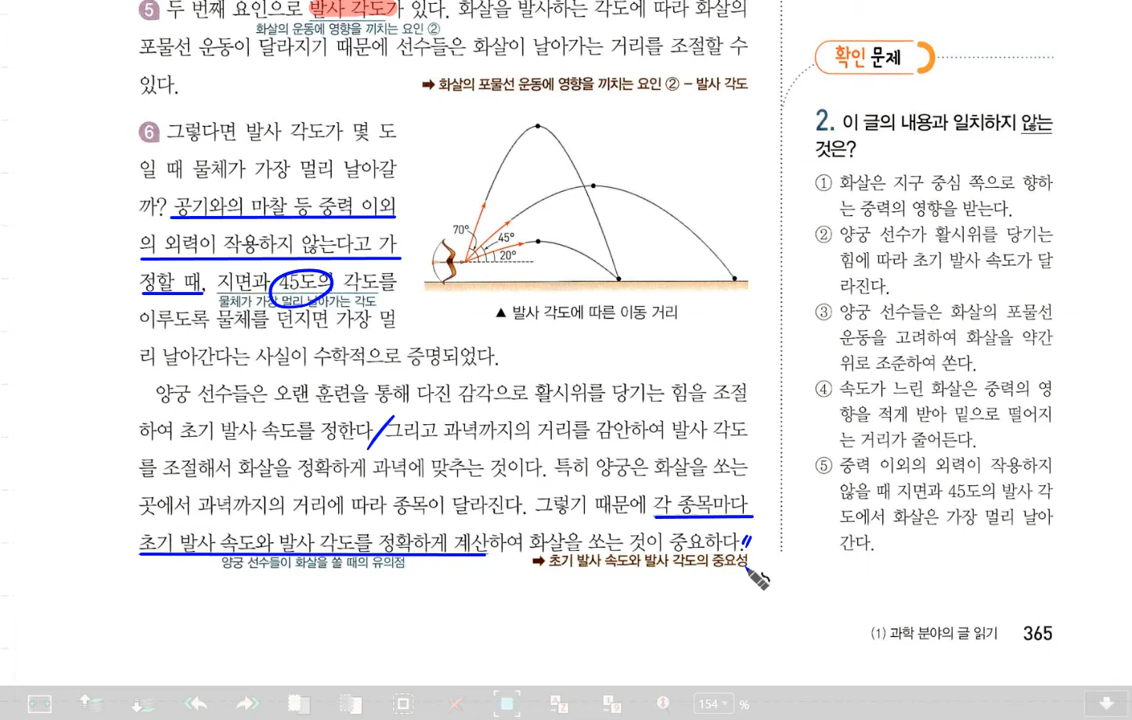 5 두 번째 요인으로 발사 각도가 있다. 화살을 발사하는 각도에 따라 화살의
화살의 운동에 영향을 끼치는 요인 ②
포물선 운동이 달라지기 때문에 선수들은 화살이 날아가는 거리를 조절할 수
있다.
➡ 화살의 포물선 운동에 영향을 끼치는 요인 ② - 발사 각도
6 그렇다면 발사 각도가 몇 도
일 때 물체가 가장 멀리 날아갈
까? 공기와의 마찰 등 중력 이외
의 외력이 작용하지 않는다고 가
정할 때, 지면과 45도의 각도를
물체가 가장 멀리 날아가는 각도
이루도록 물체를 던지면 가장 멀
리 날아간다는 사실이 수학적으로 증명되었다.
70°
45°
20°
▲ 발사 각도에 따른 이동 거리
양궁 선수들은 오랜 훈련을 통해 다진 감각으로 활시위를 당기는 힘을 조절
하여 초기 발사 속도를 정한다. 그리고 과녁까지의 거리를 감안하여 발사 각도
를 조절해서 화살을 정확하게 과녁에 맞추는 것이다. 특히 양궁은 화살을 쏘는
곳에서 과녁까지의 거리에 따라 종목이 달라진다. 그렇기 때문에 각 종목마다
초기 발사 속도와 발사 각도를 정확하게 계산하여 화살을 쏘는 것이 중요하다.
양궁 선수들이 화살을 쏠 때의 유의점
➡ 초기 발사 속도와 발사 각도의 중요성
확인 문제
2. 이 글의 내용과 일치하지 않는
것은?
① 화살은 지구 중심 쪽으로 향하
는 중력의 영향을 받는다.
② 양궁 선수가 활시위를 당기는
힘에 따라 초기 발사 속도가 달
라진다.
③ 양궁 선수들은 화살의 포물선
운동을 고려하여 화살을 약간
위로 조준하여 쏜다.
④ 속도가 느린 화살은 중력의 영
향을 적게 받아 밑으로 떨어지
는 거리가 줄어든다.
⑤ 중력 이외의 외력이 작용하지
않을 때 지면과 45도의 발사 각
도에서 화살은 가장 멀리 날아
간다.
(1) 과학 분야의 글 읽기 365
154 %